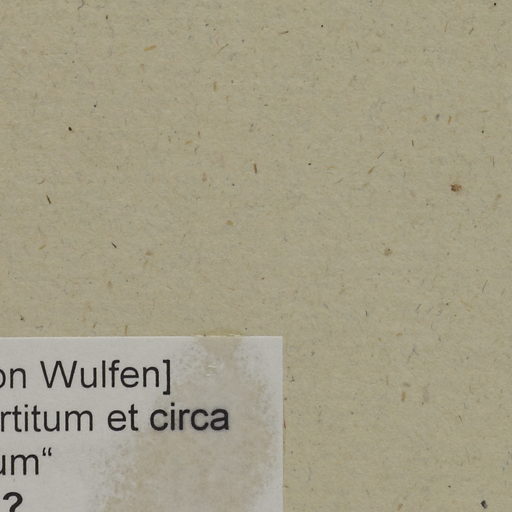 on Wulfen]
rtitum et circa
um“
?